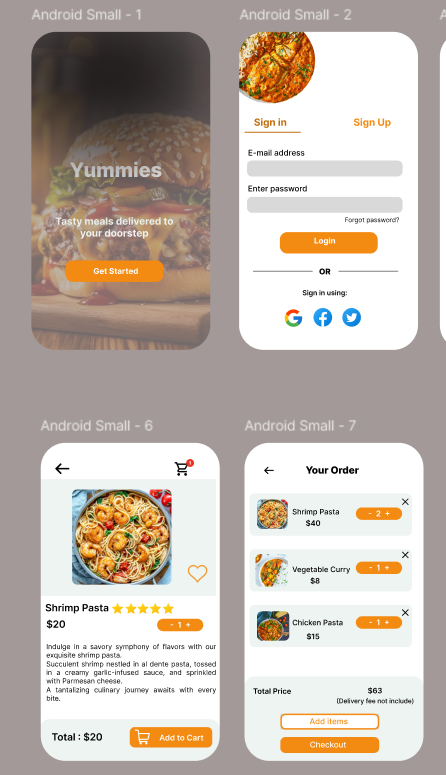 Android Small - 1
Android Small - 2
Yummies
Tasty meals delivered to
your doorstep
Get Started
Sign in
Sign Up
E-mail address
Enter password
Forgot password?
Login
OR
Sign in using:
Android Small - 6
Android Small - 7
1
Shrimp Pasta
$20
- 1 +
Indulge in a savory symphony of flavors with our
exquisite shrimp pasta.
Succulent shrimp nestled in al dente pasta, tossed
in a creamy garlic-infused sauce, and sprinkled
with Parmesan cheese.
A tantalizing culinary journey awaits with every
bite.
Total : $20
Add to Cart
Your Order
Shrimp Pasta
$40
- 2 +
Vegetable Curry
$8
- 1 +
Chicken Pasta
$15
- 1 +
Total Price
$63
(Delivery fee not include)
Add items
Checkout